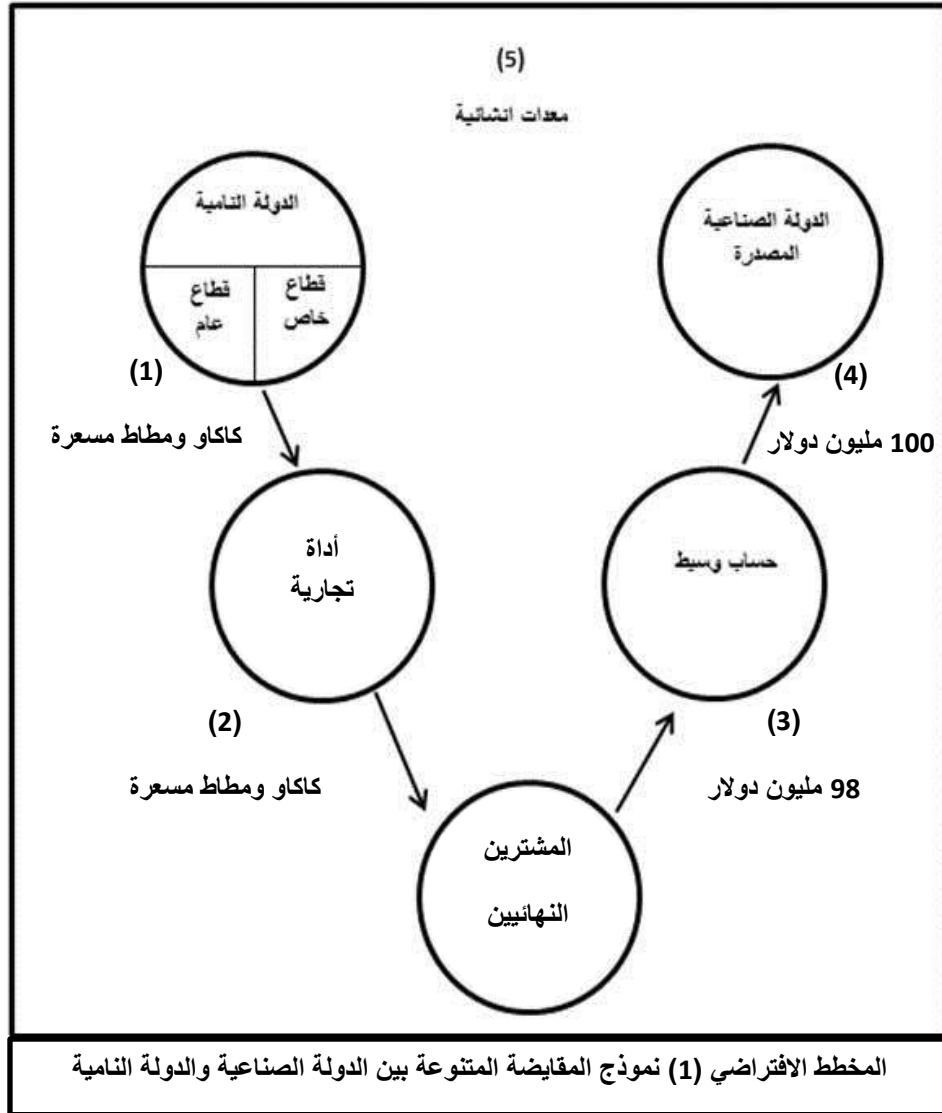 (5)
معدات انشائية
الدولة النامية
قطاع عام
قطاع خاص
(1)
كاكاو ومطاط مسعرة
الدولة الصناعية
المصدرة
(4)
100 مليون دولار
أداة
تجارية
(2)
كاكاو ومطاط مسعرة
حساب وسيط
(3)
98 مليون دولار
المشترين
النهائيين
المخطط الافتراضي (1) نموذج المقايضة المتنوعة بين الدولة الصناعية والدولة النامية